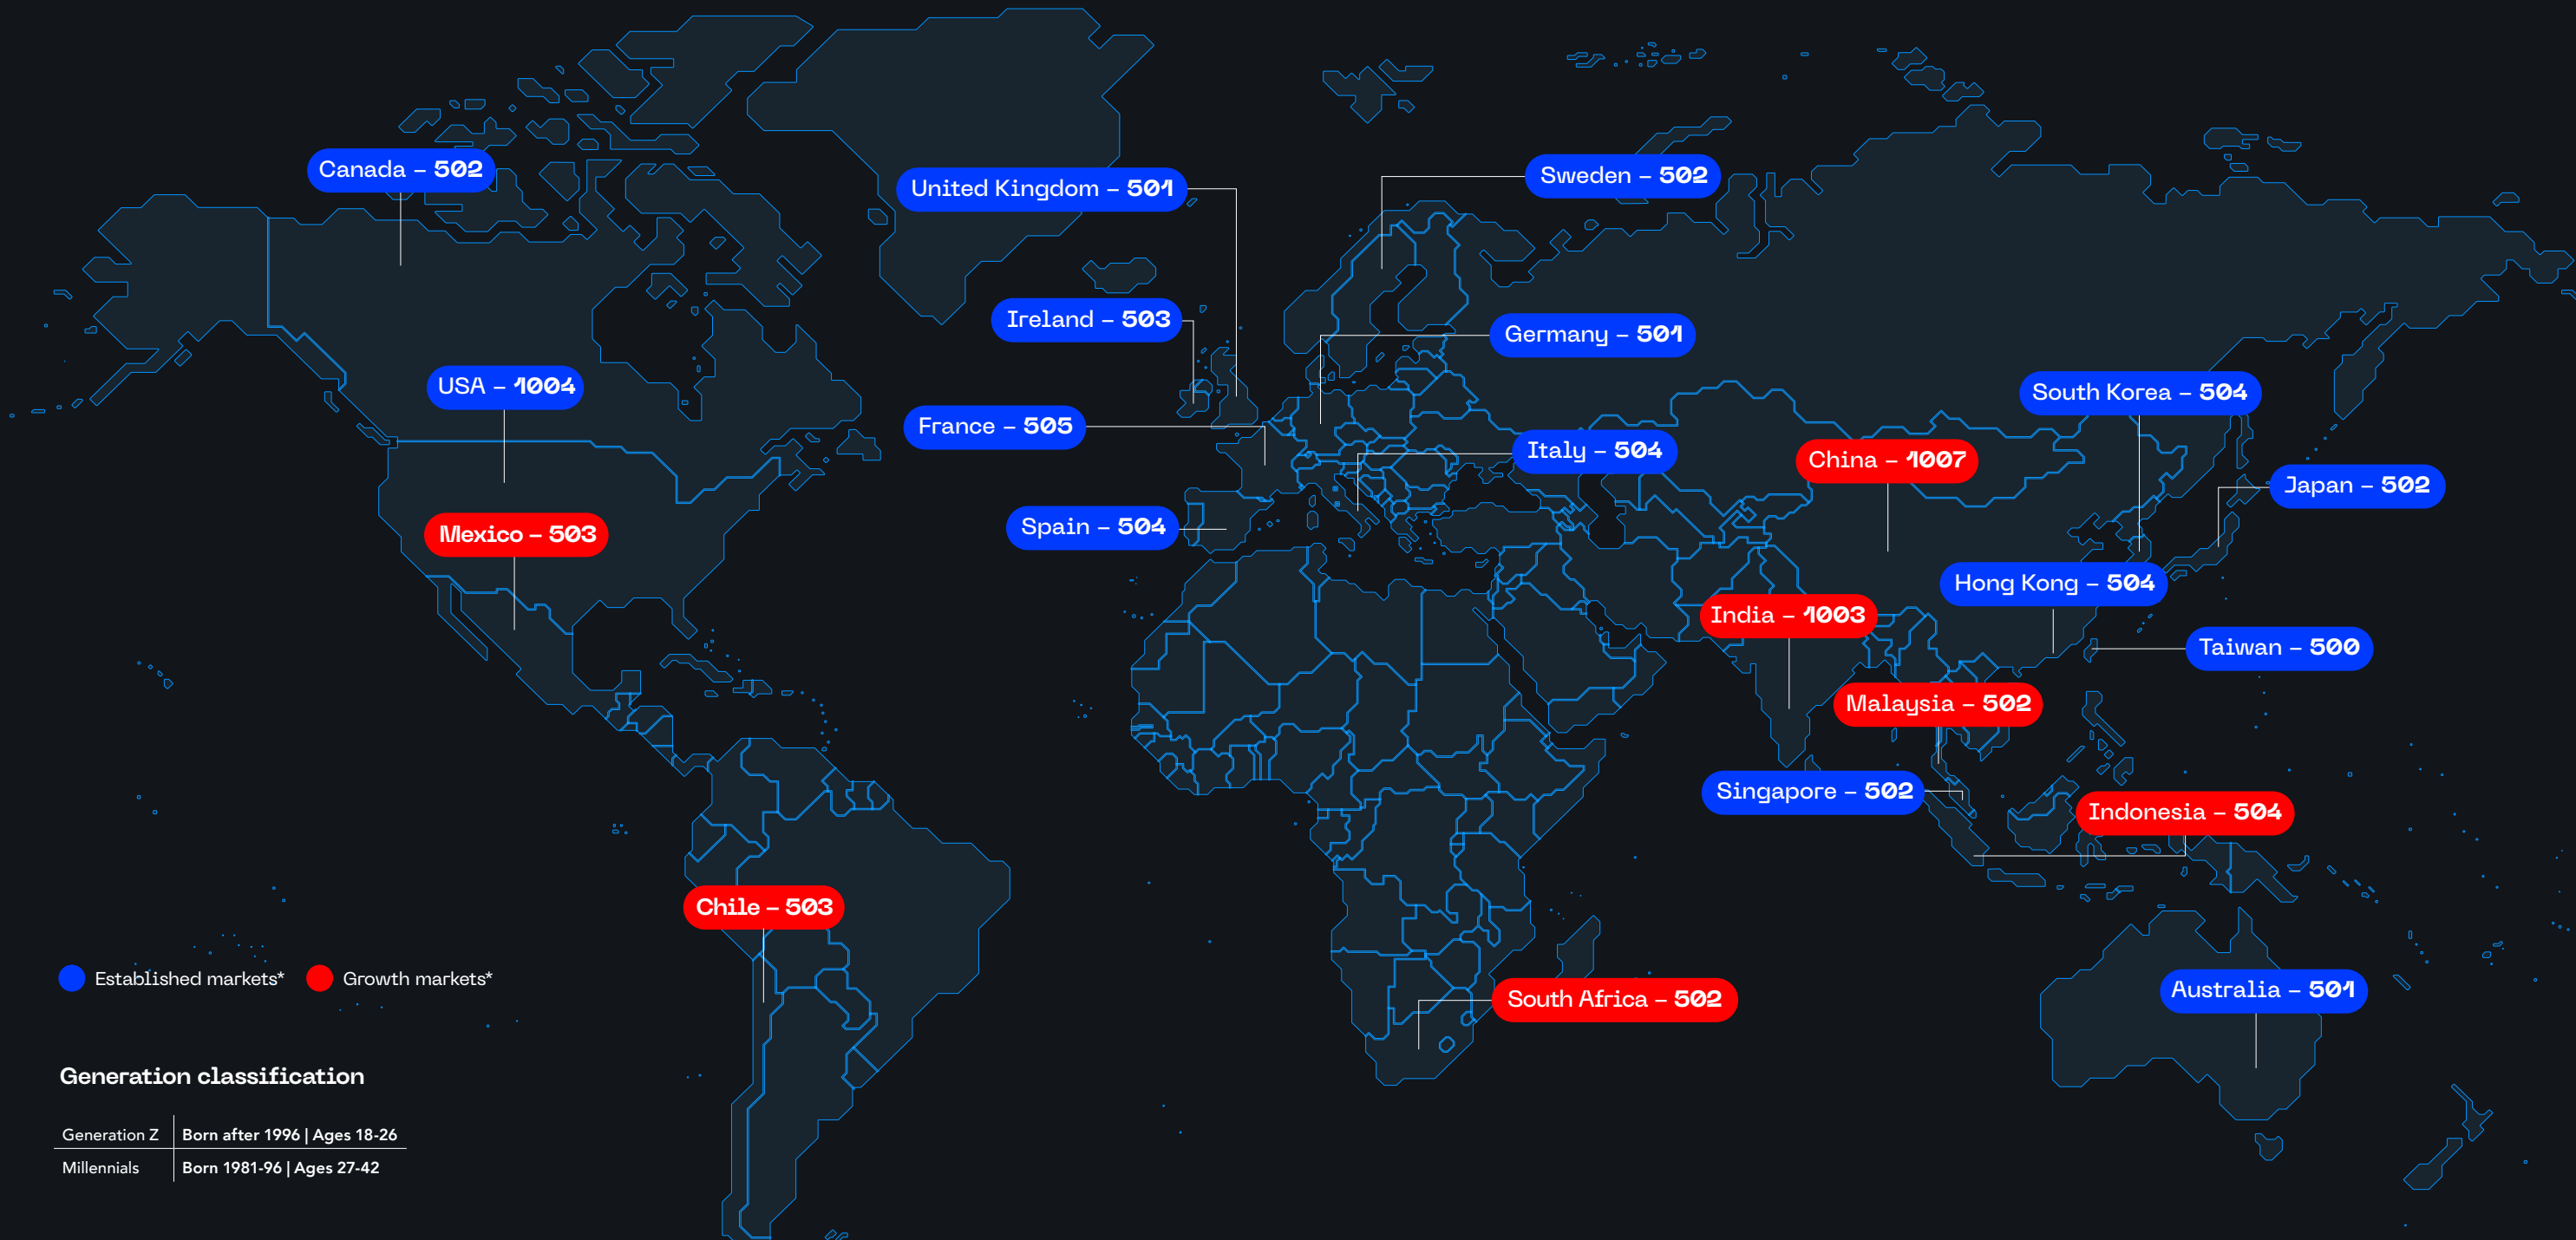 Canada – 502
United Kingdom – 501
Sweden – 502
Ireland – 503
Germany – 501
USA – 1004
South Korea – 504
France – 505
Italy – 504
China – 1007
Japan – 502
Mexico – 503
Spain – 504
Hong Kong – 504
India – 1003
Taiwan – 500
Malaysia – 502
Singapore – 502
Indonesia – 504
Chile – 503
South Africa – 502
Australia – 501
Established markets*
Growth markets*
Generation classification
Generation Z Born after 1996 | Ages 18-26
Millennials Born 1981-96 | Ages 27-42